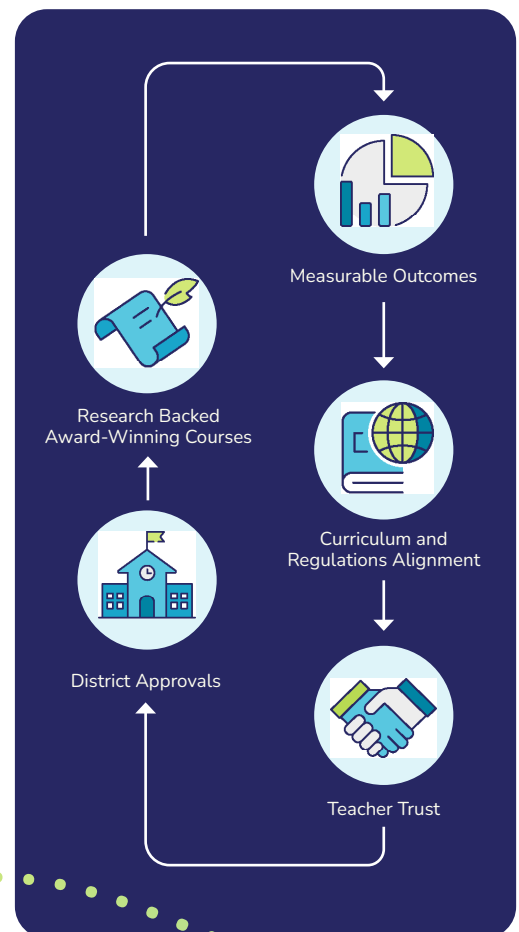 Measurable Outcomes
Research Backed
Award-Winning Courses
Curriculum and
Regulations Alignment
District Approvals
Teacher Trust